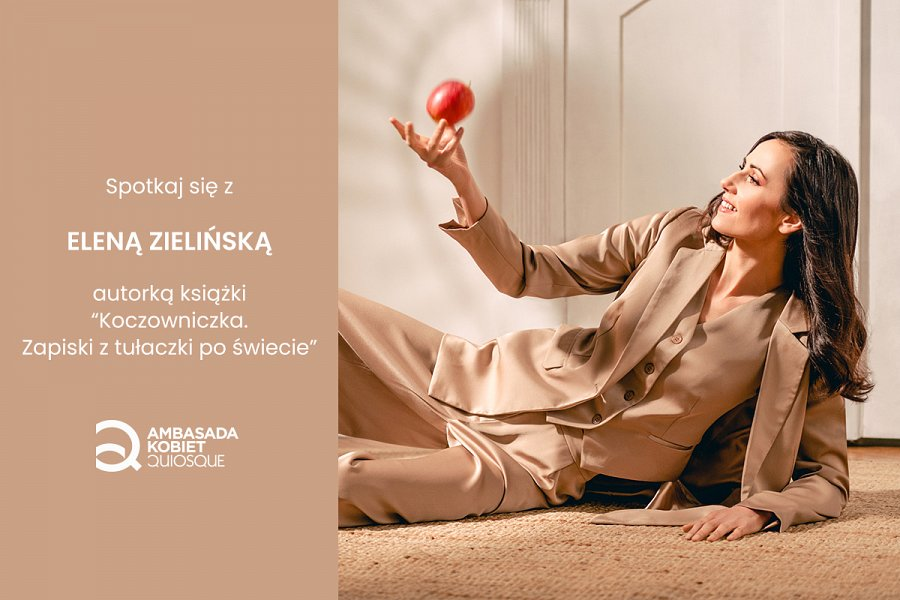 Spotkaj się z
ELENĄ ZIELIŃSKĄ
autorką książki
“Koczowniczka.
Zapiski z tułaczki po świecie”
AMBASADA
KOBIET
QUIOSQUE